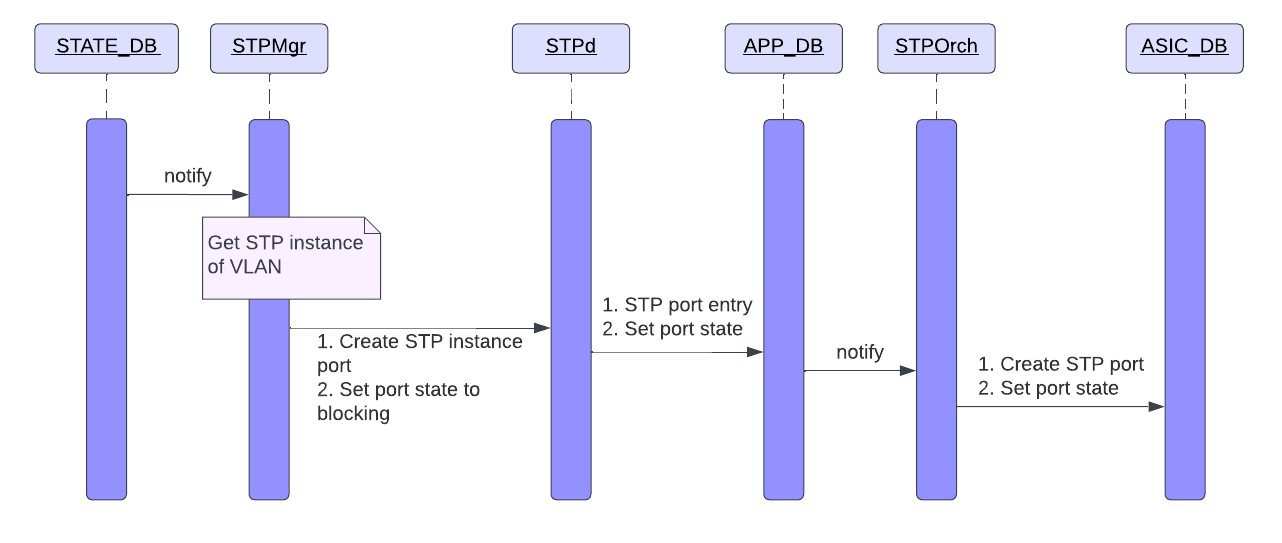 STATE_DB
STPMgr
STPd
APP_DB
STPOrch
ASIC_DB
notify
Get STP instance
of VLAN
1. Create STP instance
port
2. Set port state to
blocking
1. STP port entry
2. Set port state
notify
1. Create STP port
2. Set port state